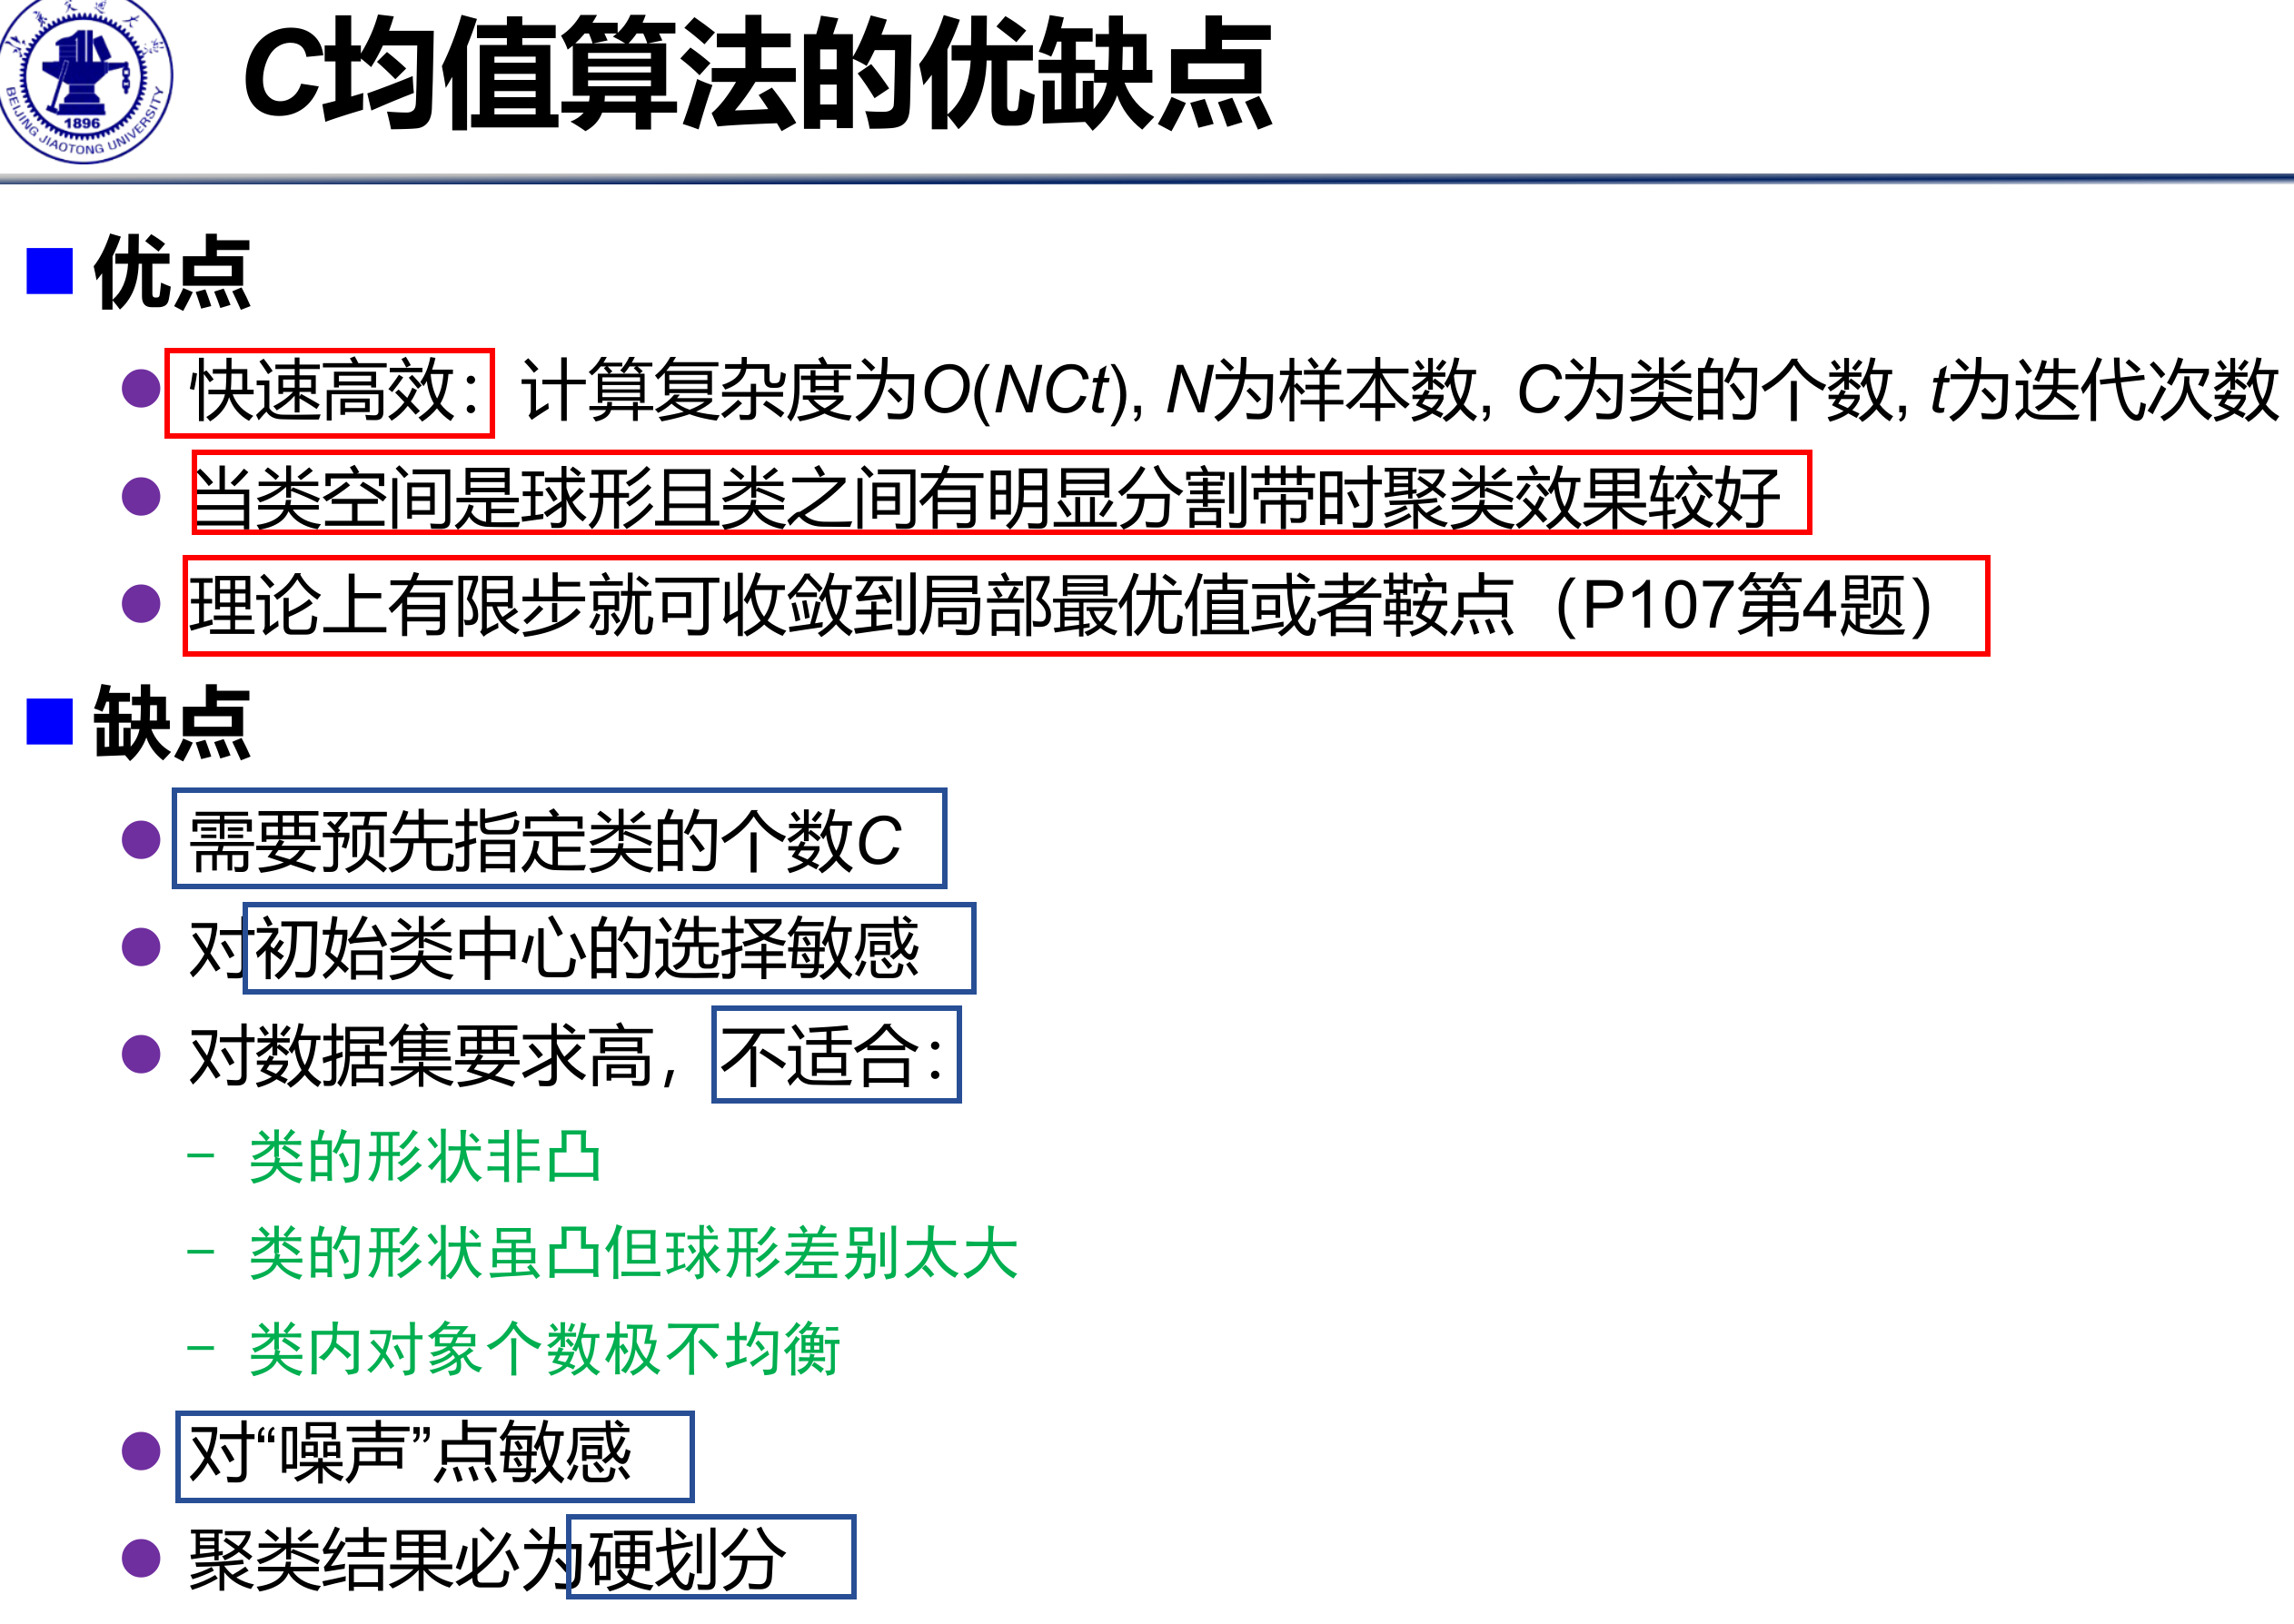 C均值算法的优缺点
1896
BEIJING JIAOTONG UNIVERSITY
优点
快速高效：计算复杂度为O(NCt), N为样本数, C为类的个数, t为迭代次数
当类空间是球形且类之间有明显分割带时聚类效果较好
理论上有限步就可收敛到局部最优值或者鞍点（P107第4题）
缺点
需要预先指定类的个数C
对初始类中心的选择敏感
对数据集要求高，不适合：
– 类的形状非凸
– 类的形状虽凸但球形差别太大
– 类内对象个数极不均衡
对“噪声”点敏感
聚类结果必为硬划分